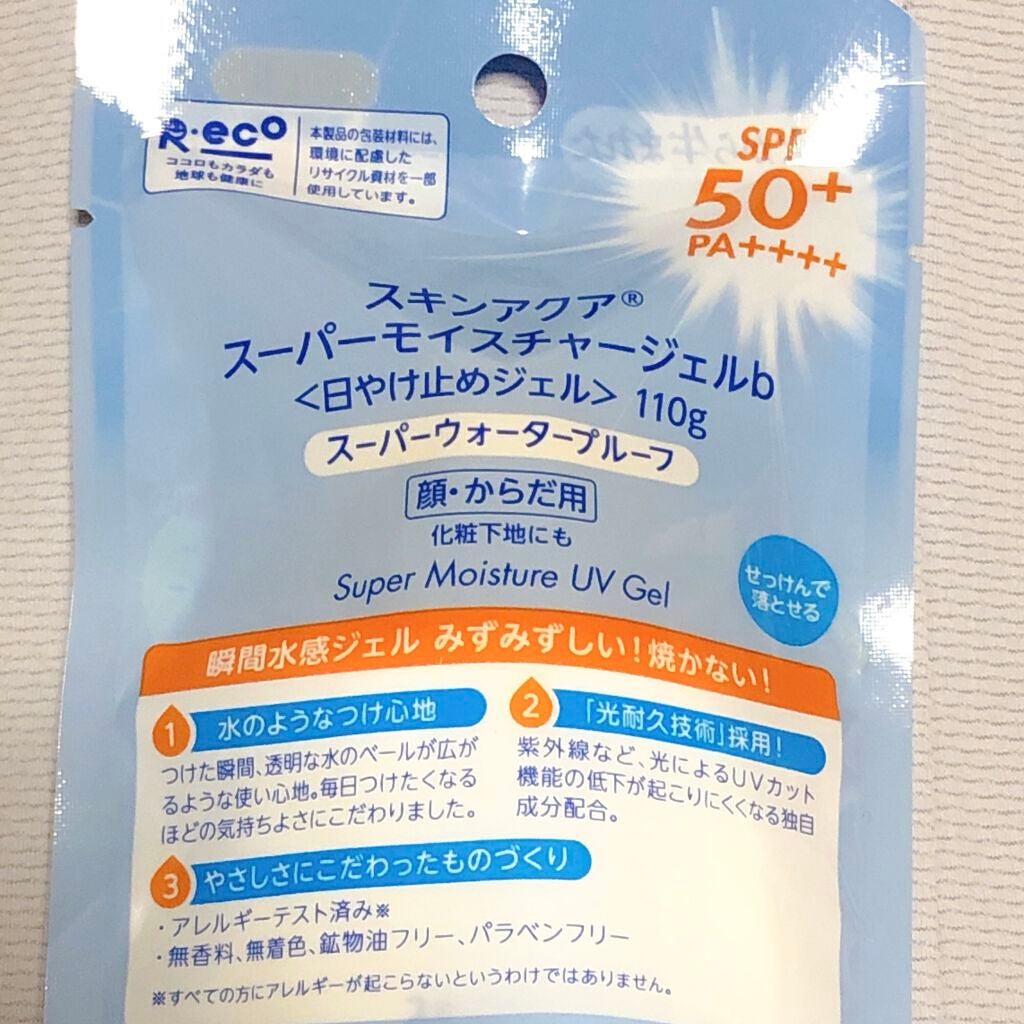 R・eco
ココロもカラダも
地球も健康に
本製品の包装材料には、
環境に配慮した
リサイクル資材を一部
使用しています。
SPF
50+
PA++++
スキンアクア®
スーパーモイスチャージェルb
<日やけ止めジェル> 110g
スーパーウォータープルーフ
顔・からだ用
化粧下地にも
Super Moisture UV Gel
せっけんで
落とせる
瞬間水感ジェル みずみずしい!焼かない!
1 水のようなつけ心地
つけた瞬間、透明な水のベールが広が
るような使い心地。毎日つけたくなる
ほどの気持ちよさにこだわりました。
2 「光耐久技術」採用!
紫外線など、光によるUVカット
機能の低下が起こりにくくなる独自
成分配合。
3 やさしさにこだわったものづくり
・アレルギーテスト済み※
・無香料、無着色、鉱物油フリー、パラベンフリー
※すべての方にアレルギーが起こらないというわけではありません。